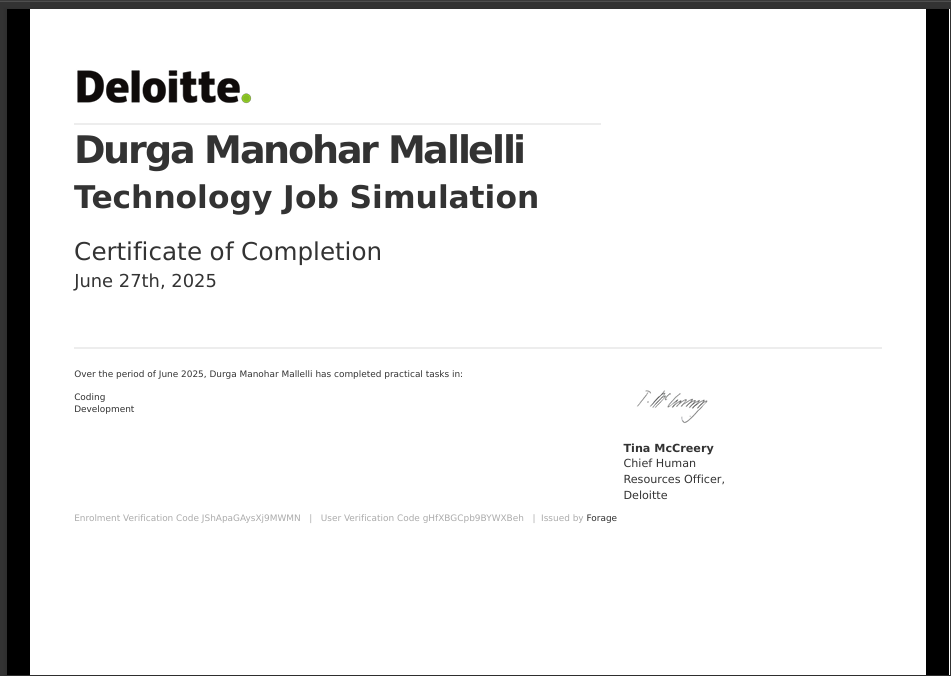 Deloitte.
Durga Manohar Mallelli
Technology Job Simulation
Certificate of Completion
June 27th, 2025
Over the period of June 2025, Durga Manohar Mallelli has completed practical tasks in:
Coding
Development
T. McCreery
Tina McCreery
Chief Human
Resources Officer,
Deloitte
Enrolment Verification Code JShApaGAysXj9MWMN | User Verification Code gHfXBGCpb9BYWXBeh | Issued by Forage